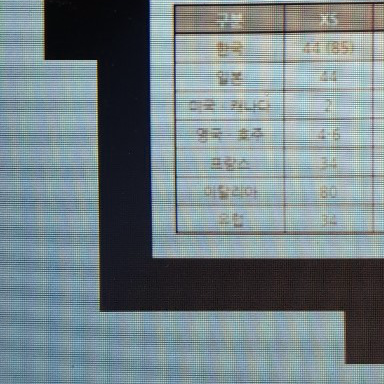 구분 XS
한국 44 (85)
일본 44
미국 · 캐나다 2
영국 · 호주 4-6
프랑스 34
이탈리아 80
유럽 34